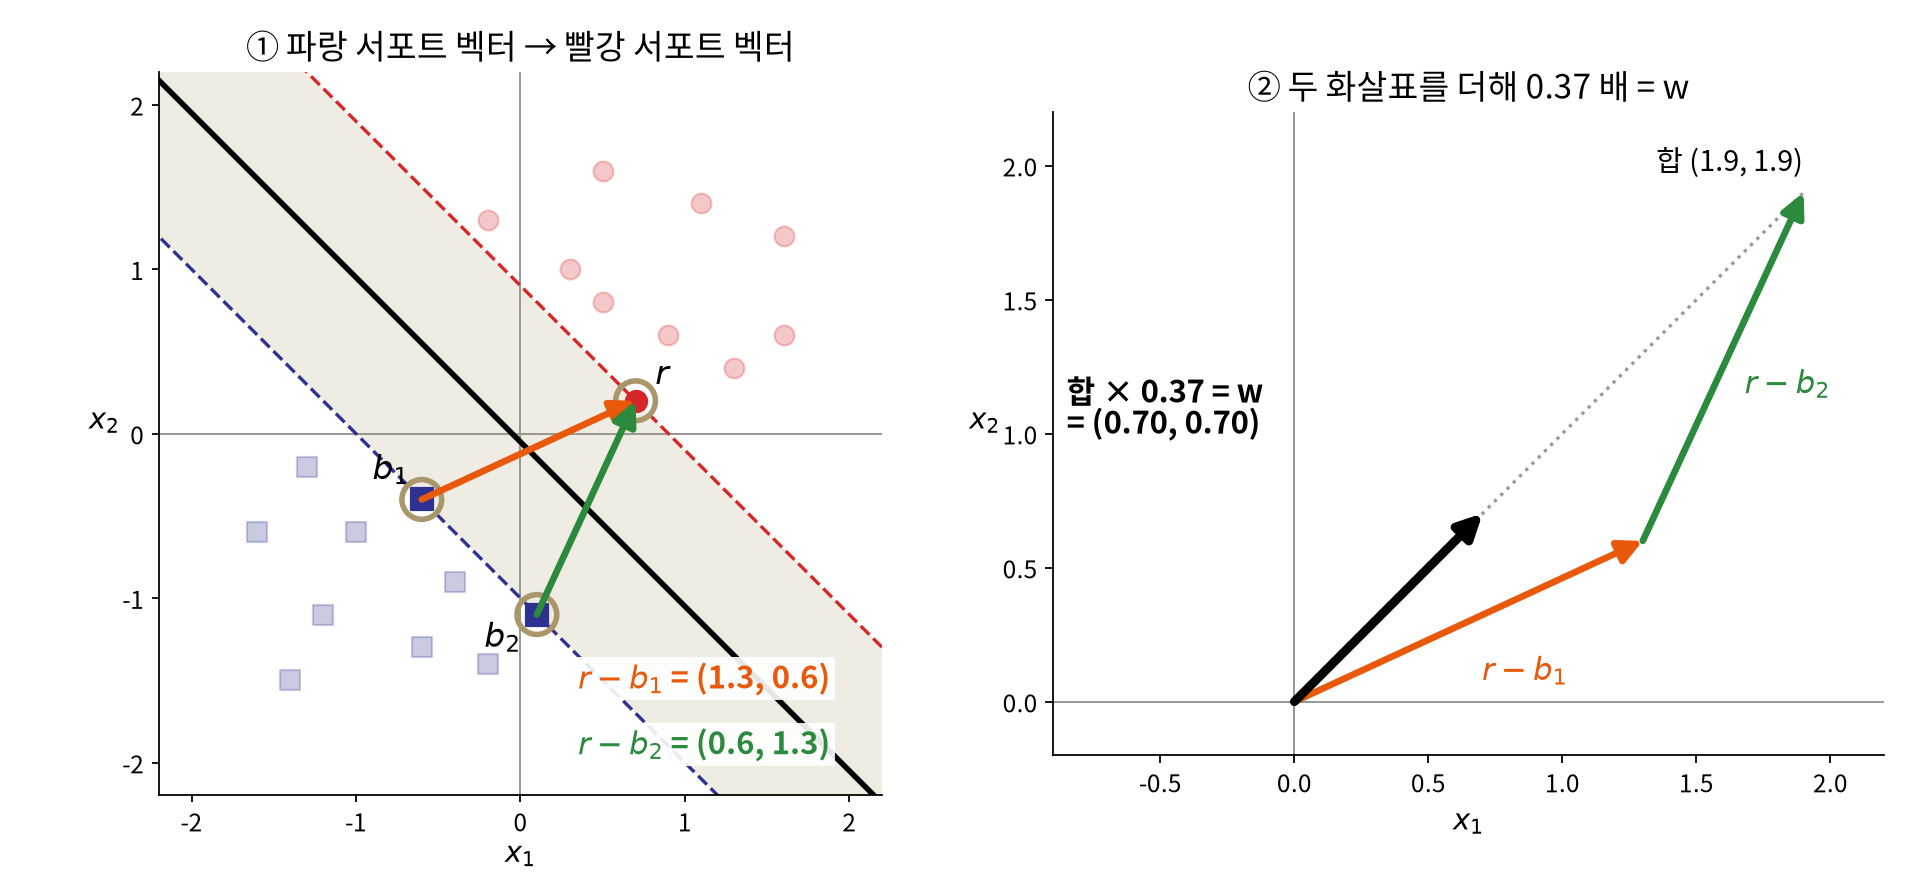 ① 파랑 서포트 벡터 → 빨강 서포트 벡터
2
1
0
-1
-2
x₂
r
b₁
b₂
r − b₁ = (1.3, 0.6)
r − b₂ = (0.6, 1.3)
-2 -1 0 1 2
x₁
② 두 화살표를 더해 0.37 배 = w
2.0
1.5
1.0
0.5
0.0
x₂
합 (1.9, 1.9)
합 × 0.37 = w
= (0.70, 0.70)
r − b₂
r − b₁
-0.5 0.0 0.5 1.0 1.5 2.0
x₁